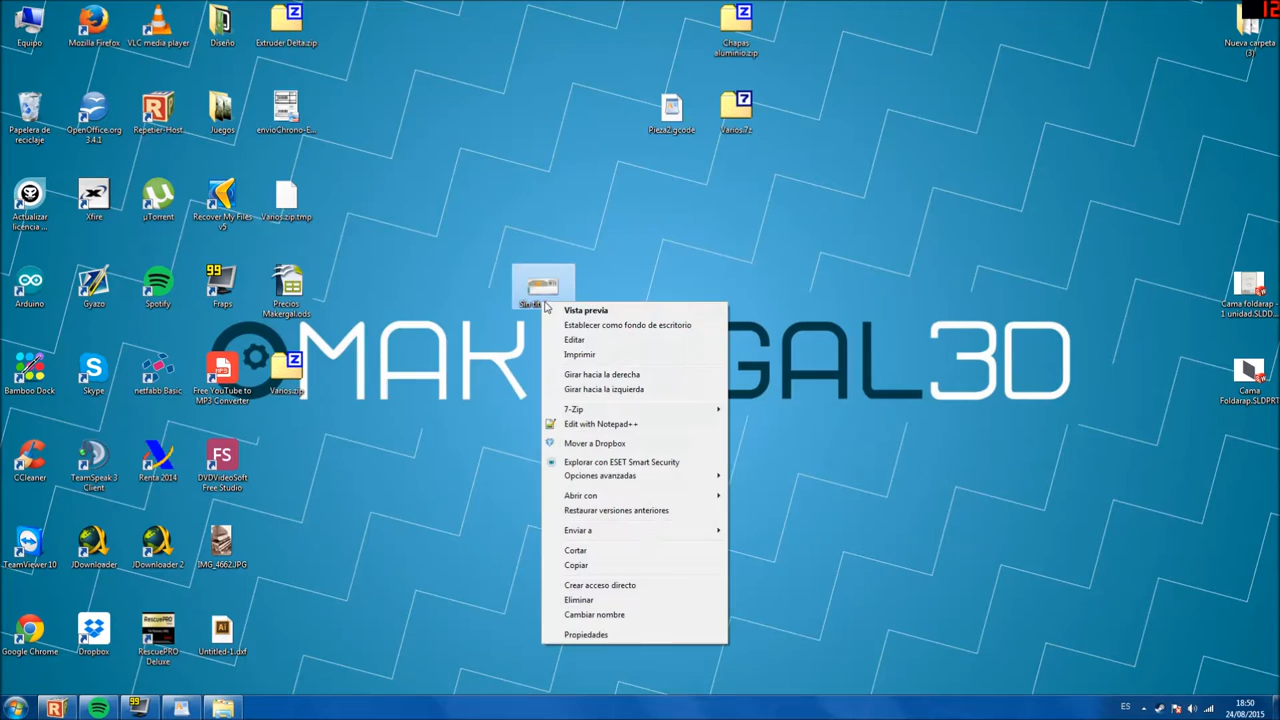 12
Equipo
Mozilla Firefox
VLC media player
Diseño
Extruder Delta.zip
Chapas
aluminio.zip
Nueva carpeta
(3)
Papelera de
reciclaje
OpenOffice.org
3.4.1
Repetier-Host
Juegos
envioChrono-E...
Pieza2.gcode
Varios.7z
Actualizar
licencia ...
Xfire
µTorrent
Recover My Files
v5
Varios.zip.tmp
Arduino
Gyazo
Spotify
99
Fraps
Precios
Makergal.ods
Cama foldarap -
1 unidad.SLDD...
MAK GAL3D
Bamboo Dock
Skype
netfabb Basic
Free YouTube to
MP3 Converter
Varios.zip
Cama
Foldarap.SLDPRT
CCleaner
TeamSpeak 3
Client
Renta 2014
FS
DVDVideoSoft
Free Studio
TeamViewer 10
JDownloader
JDownloader 2
IMG_4662.JPG
Google Chrome
Dropbox
RescuePRO
Deluxe
Untitled-1.dxf
Vista previa
Establecer como fondo de escritorio
Editar
Imprimir
Girar hacia la derecha
Girar hacia la izquierda
7-Zip
Edit with Notepad++
Mover a Dropbox
Explorar con ESET Smart Security
Opciones avanzadas
Abrir con
Restaurar versiones anteriores
Enviar a
Cortar
Copiar
Crear acceso directo
Eliminar
Cambiar nombre
Propiedades
ES
18:50
24/08/2015